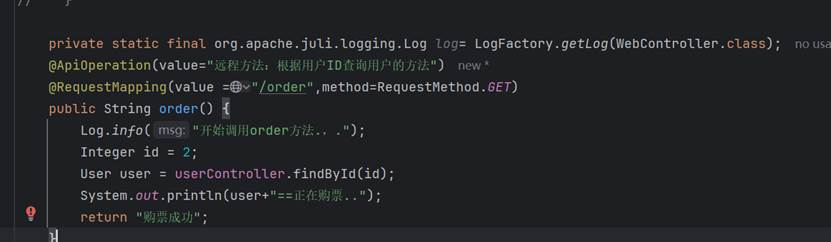 //    }
private static final org.apache.juli.logging.Log log= LogFactory.getLog(WebController.class);   no usa
@ApiOperation(value="远程方法：根据用户ID查询用户的方法")   new *
@RequestMapping(value ="/order",method=RequestMethod.GET)
public String order() {
Log.info( msg: "开始调用order方法.. .");
Integer id = 2;
User user = userController.findById(id);
System.out.println(user+"==正在购票..");
return "购票成功";
}